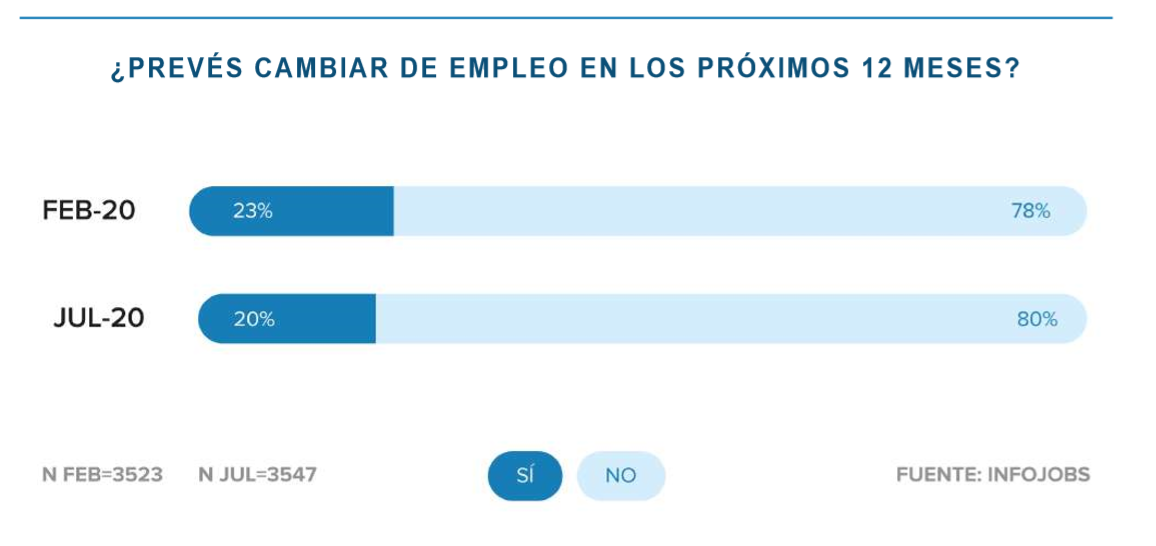 ¿PREVÉS CAMBIAR DE EMPLEO EN LOS PRÓXIMOS 12 MESES?
FEB-20 23% 78%
JUL-20 20% 80%
N FEB=3523 N JUL=3547 SÍ NO FUENTE: INFOJOBS